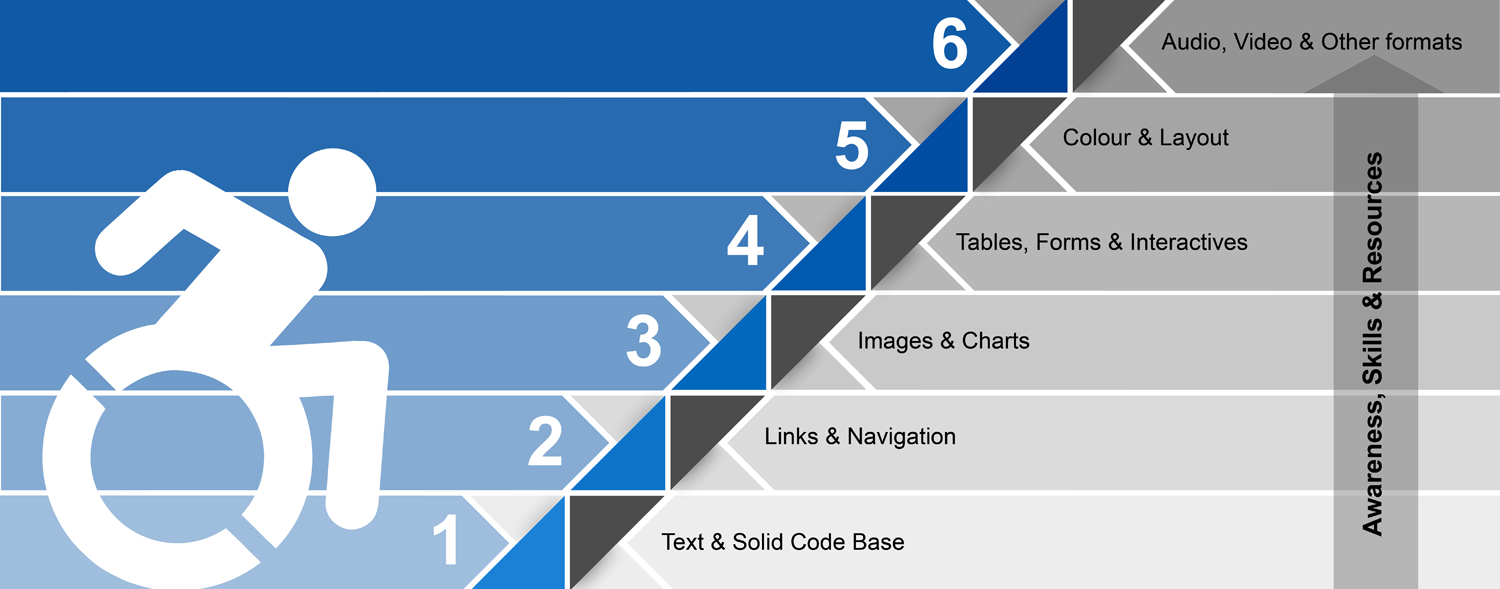 6
Audio, Video & Other formats
5
Colour & Layout
4
Tables, Forms & Interactives
3
Images & Charts
2
Links & Navigation
1
Text & Solid Code Base
Awareness, Skills & Resources